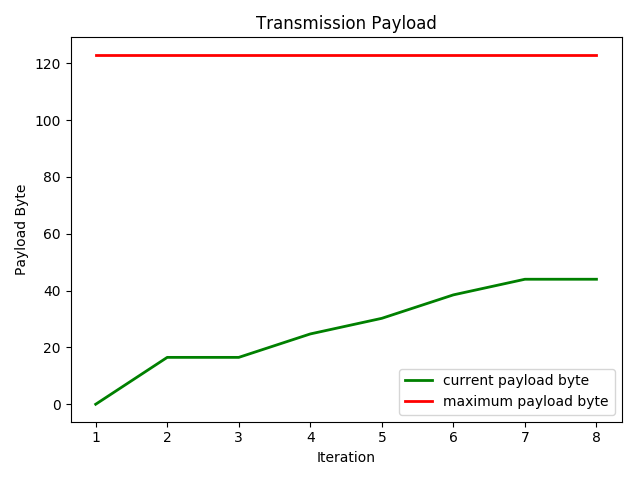 Transmission Payload
120
100
80
60
40
20
0
Payload Byte
current payload byte
maximum payload byte
1 2 3 4 5 6 7 8
Iteration